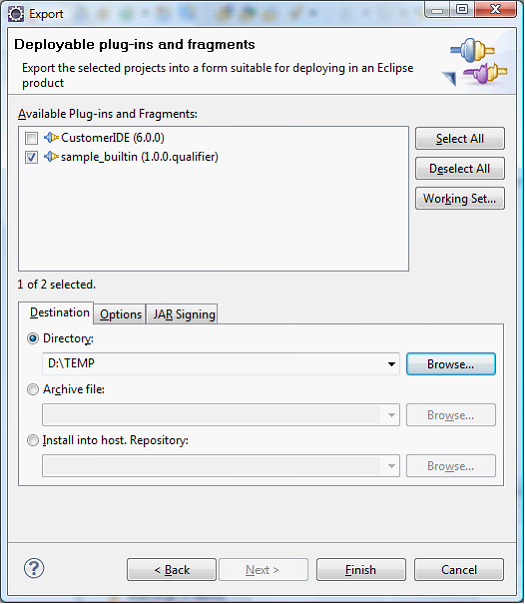 Export
Deployable plug-ins and fragments
Export the selected projects into a form suitable for deploying in an Eclipse
product
Available Plug-ins and Fragments:
CustomerIDE (6.0.0)
sample_builtin (1.0.0.qualifier)
Select All
Deselect All
Working Set...
1 of 2 selected.
Destination Options JAR Signing
Directory:
D:\TEMP Browse...
Archive file:
Browse...
Install into host. Repository:
Browse...
? < Back Next > Finish Cancel